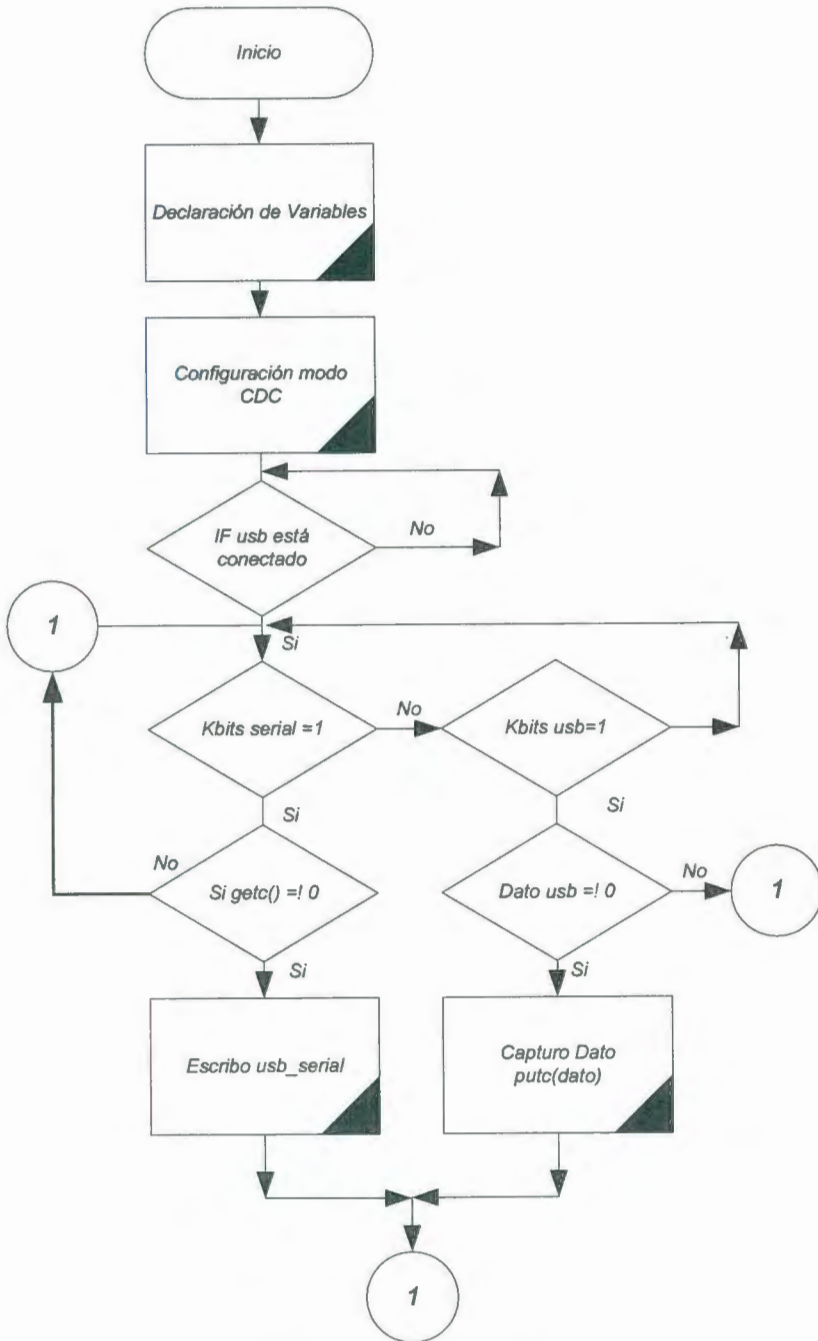 Inicio
Declaración de Variables
Configuración modo
CDC
IF usb está
conectado
No
1
Si
Kbits serial =1
No
Kbits usb=1
Si
Si
No
Si getc() =! 0
Dato usb =! 0
No
1
Si
Si
Escribo usb_serial
Capturo Dato
putc(dato)
1